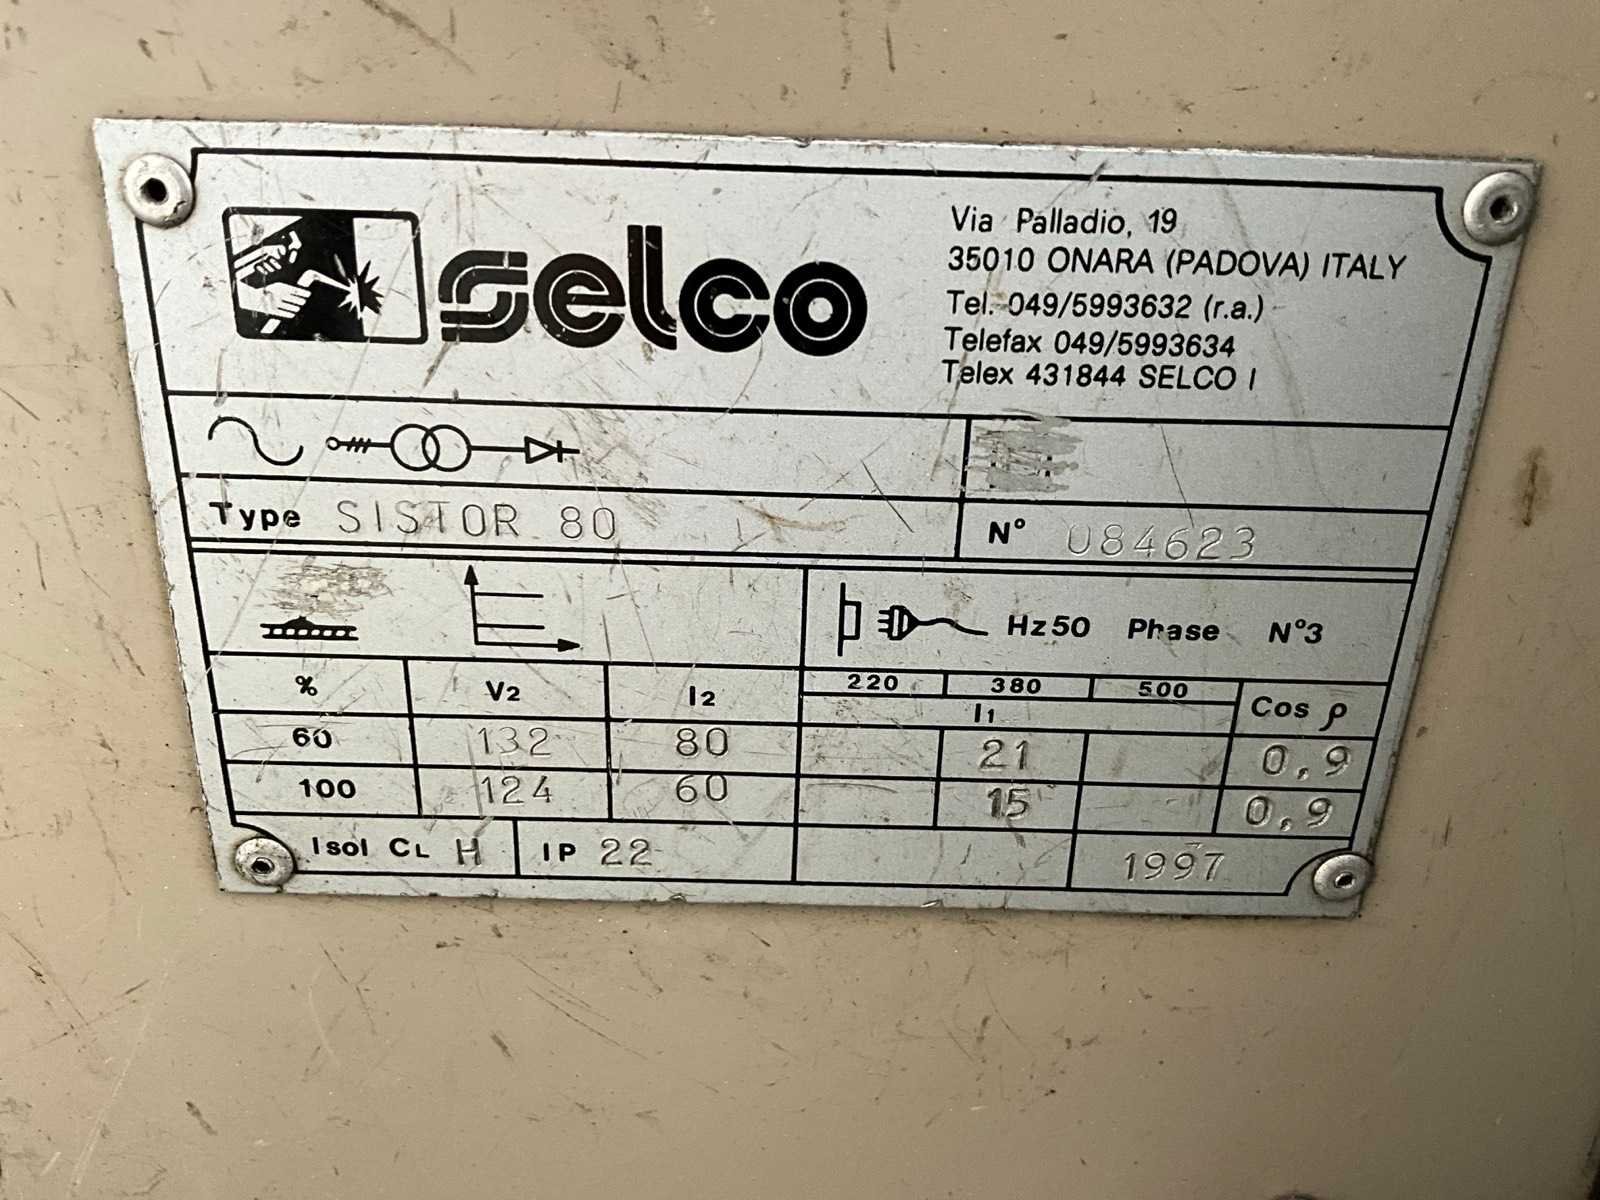 selco
Via Palladio, 19
35010 ONARA (PADOVA) ITALY
Tel. 049/5993632 (r.a.)
Telefax 049/5993634
Telex 431844 SELCO I
Type SISTOR 80 N° 084623
Hz50 Phase N°3
% V2 I2 220 380 500 Cos ρ
I1
60 132 80 21 0,9
100 124 60 15 0,9
Isol CL H IP 22 1997